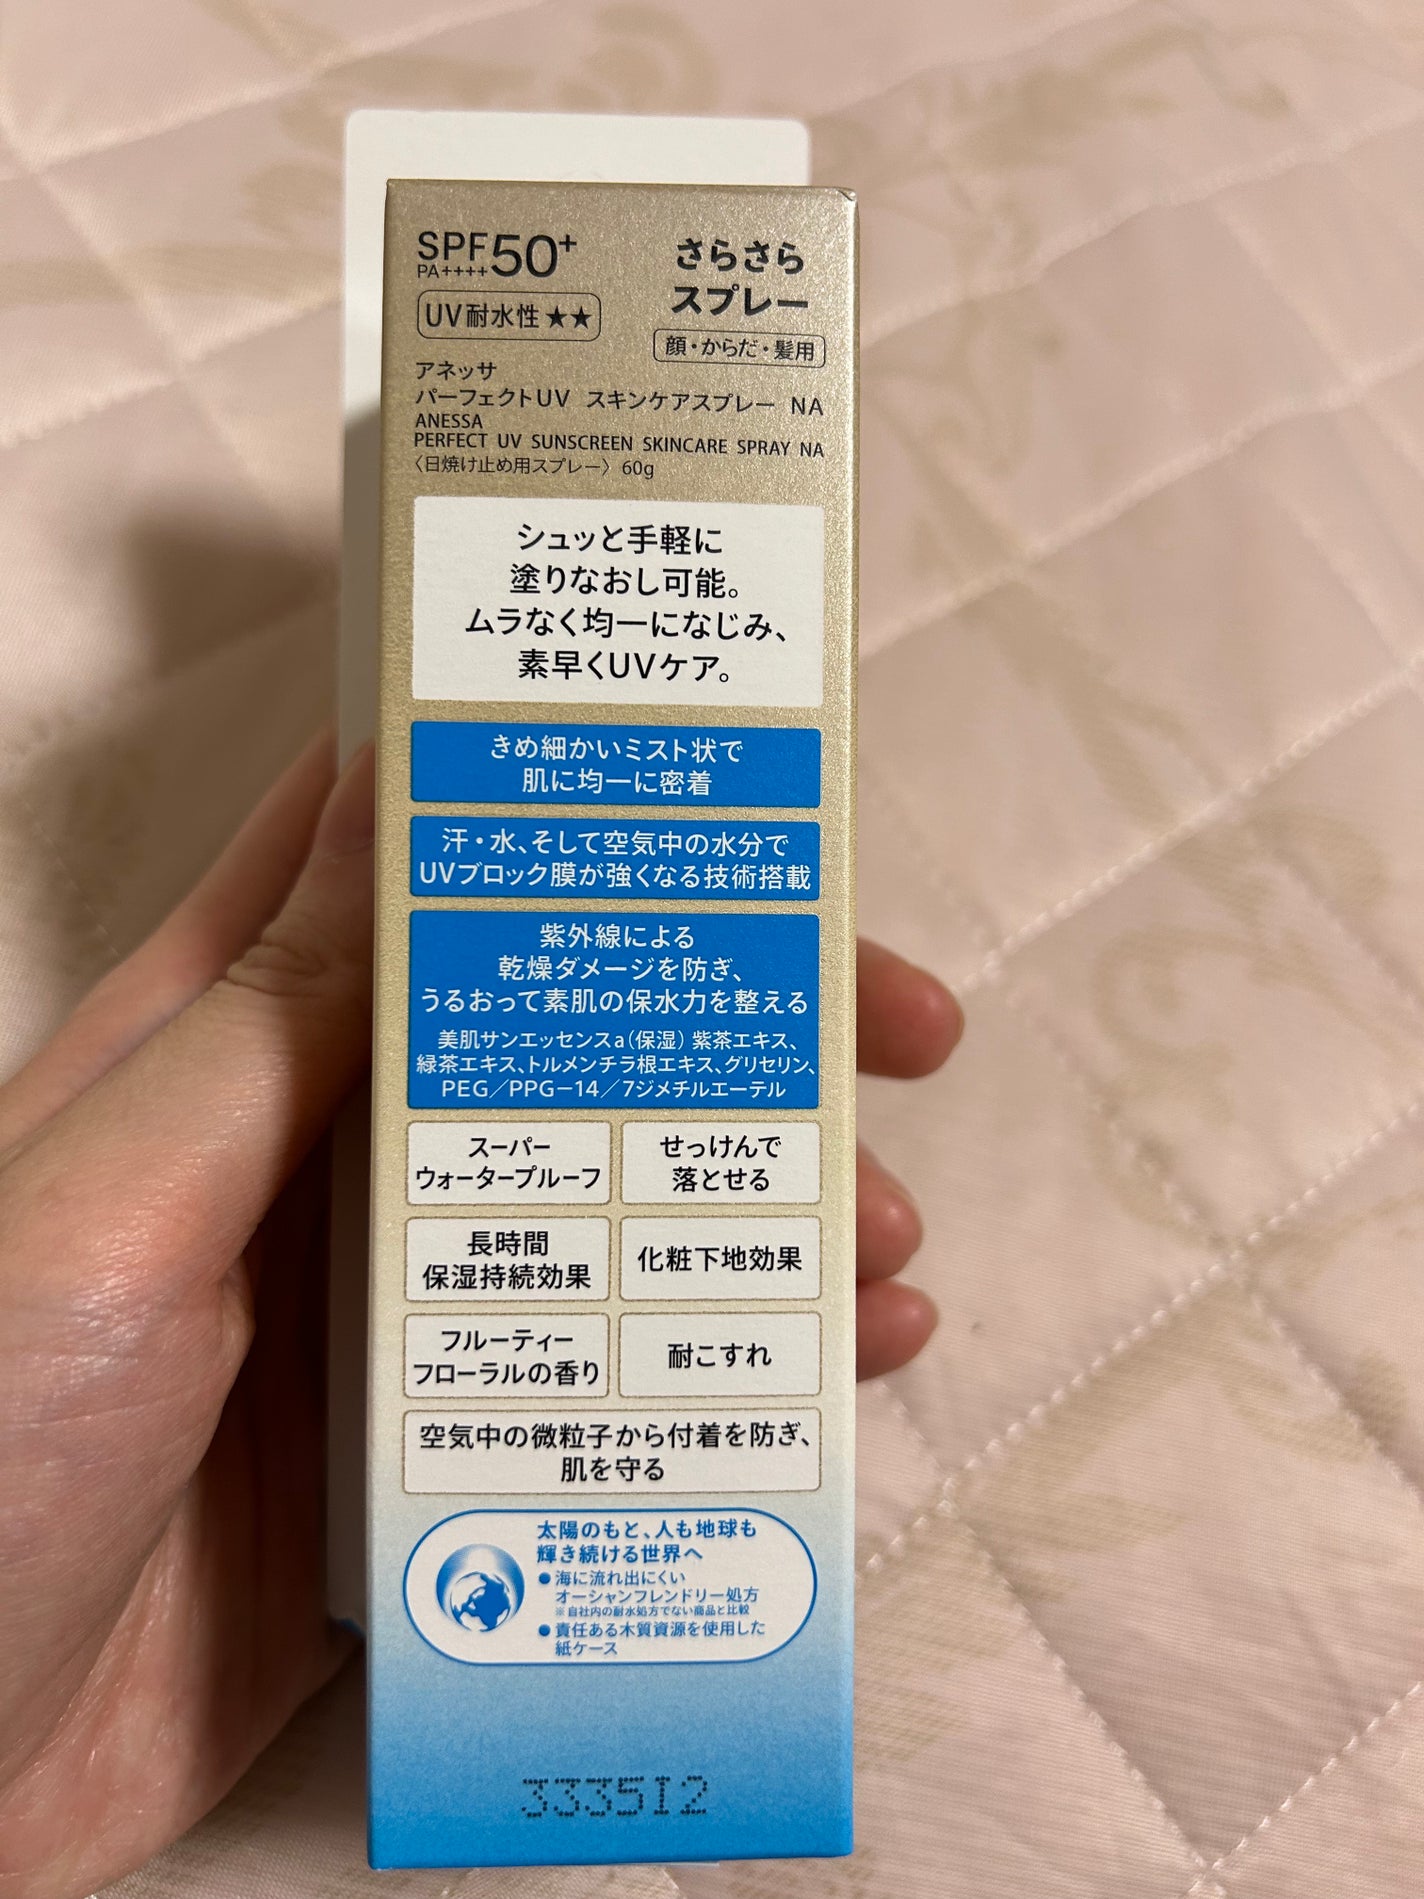 SPF50+
PA++++
UV耐水性★★
さらさら
スプレー
顔・からだ・髪用
アネッサ
パーフェクトUV スキンケアスプレー NA
ANESSA
PERFECT UV SUNSCREEN SKINCARE SPRAY NA
〈日焼け止め用スプレー〉 60g
シュッと手軽に
塗りなおし可能。
ムラなく均一になじみ、
素早くUVケア。
きめ細かいミスト状で
肌に均一に密着
汗・水、そして空気中の水分で
UVブロック膜が強くなる技術搭載
紫外線による
乾燥ダメージを防ぎ、
うるおって素肌の保水力を整える
美肌サンエッセンスa(保湿) 紫茶エキス、
緑茶エキス、トルメンチラ根エキス、グリセリン、
PEG/PPG-14/7ジメチルエーテル
スーパー
ウォータープルーフ
せっけんで
落とせる
長時間
保湿持続効果
化粧下地効果
フルーティー
フローラルの香り
耐こすれ
空気中の微粒子から付着を防ぎ、
肌を守る
太陽のもと、人も地球も
輝き続ける世界へ
●海に流れ出にくい
オーシャンフレンドリー処方
※自社内の耐水処方でない商品と比較
●責任ある木質資源を使用した
紙ケース
3335I2